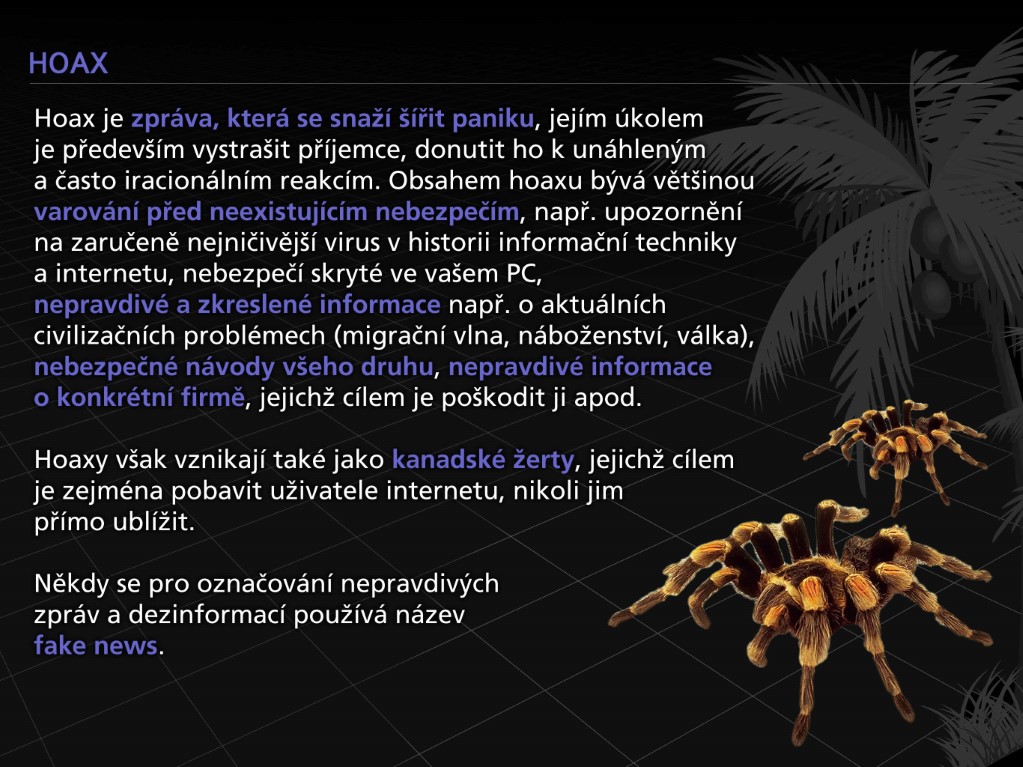 HOAX
Hoax je zpráva, která se snaží šířit paniku, jejím úkolem
je především vystrašit příjemce, donutit ho k unáhleným
a často iracionálním reakcím. Obsahem hoaxu bývá většinou
varování před neexistujícím nebezpečím, např. upozornění
na zaručeně nejničivější virus v historii informační techniky
a internetu, nebezpečí skryté ve vašem PC,
nepravdivé a zkreslené informace např. o aktuálních
civilizačních problémech (migrační vlna, náboženství, válka),
nebezpečné návody všeho druhu, nepravdivé informace
o konkrétní firmě, jejichž cílem je poškodit ji apod.
Hoaxy však vznikají také jako kanadské žerty, jejichž cílem
je zejména pobavit uživatele internetu, nikoli jim
přímo ublížit.
Někdy se pro označování nepravdivých
zpráv a dezinformací používá název
fake news.